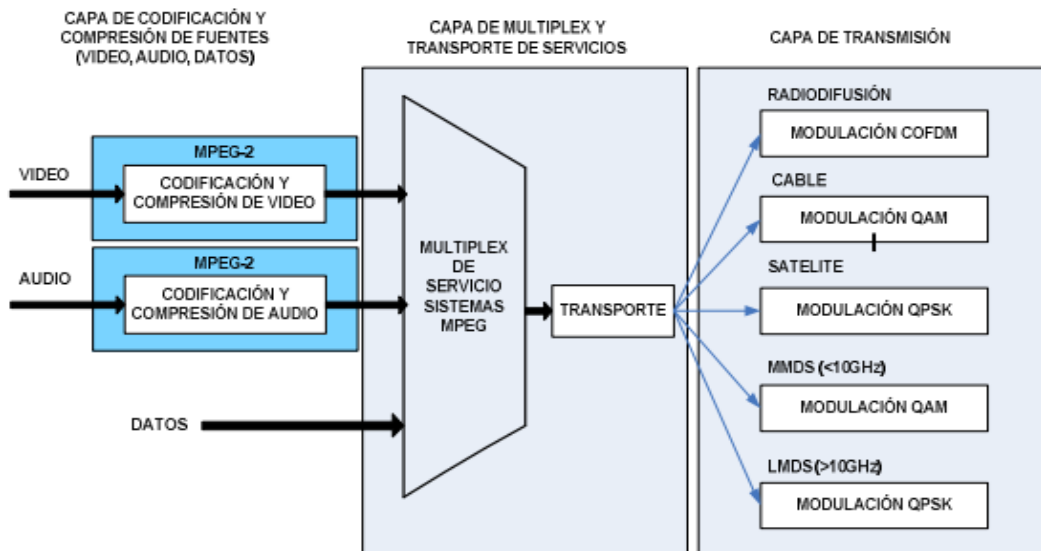 CAPA DE CODIFICACIÓN Y
COMPRESIÓN DE FUENTES
(VIDEO, AUDIO, DATOS)
CAPA DE MULTIPLEX Y
TRANSPORTE DE SERVICIOS
CAPA DE TRANSMISIÓN
VIDEO
MPEG-2
CODIFICACIÓN Y
COMPRESIÓN DE VIDEO
AUDIO
MPEG-2
CODIFICACIÓN Y
COMPRESIÓN DE AUDIO
DATOS
MULTIPLEX
DE
SERVICIO
SISTEMAS
MPEG
TRANSPORTE
RADIODIFUSIÓN
MODULACIÓN COFDM
CABLE
MODULACIÓN QAM
SATELITE
MODULACIÓN QPSK
MMDS (<10GHz)
MODULACIÓN QAM
LMDS (>10GHz)
MODULACIÓN QPSK